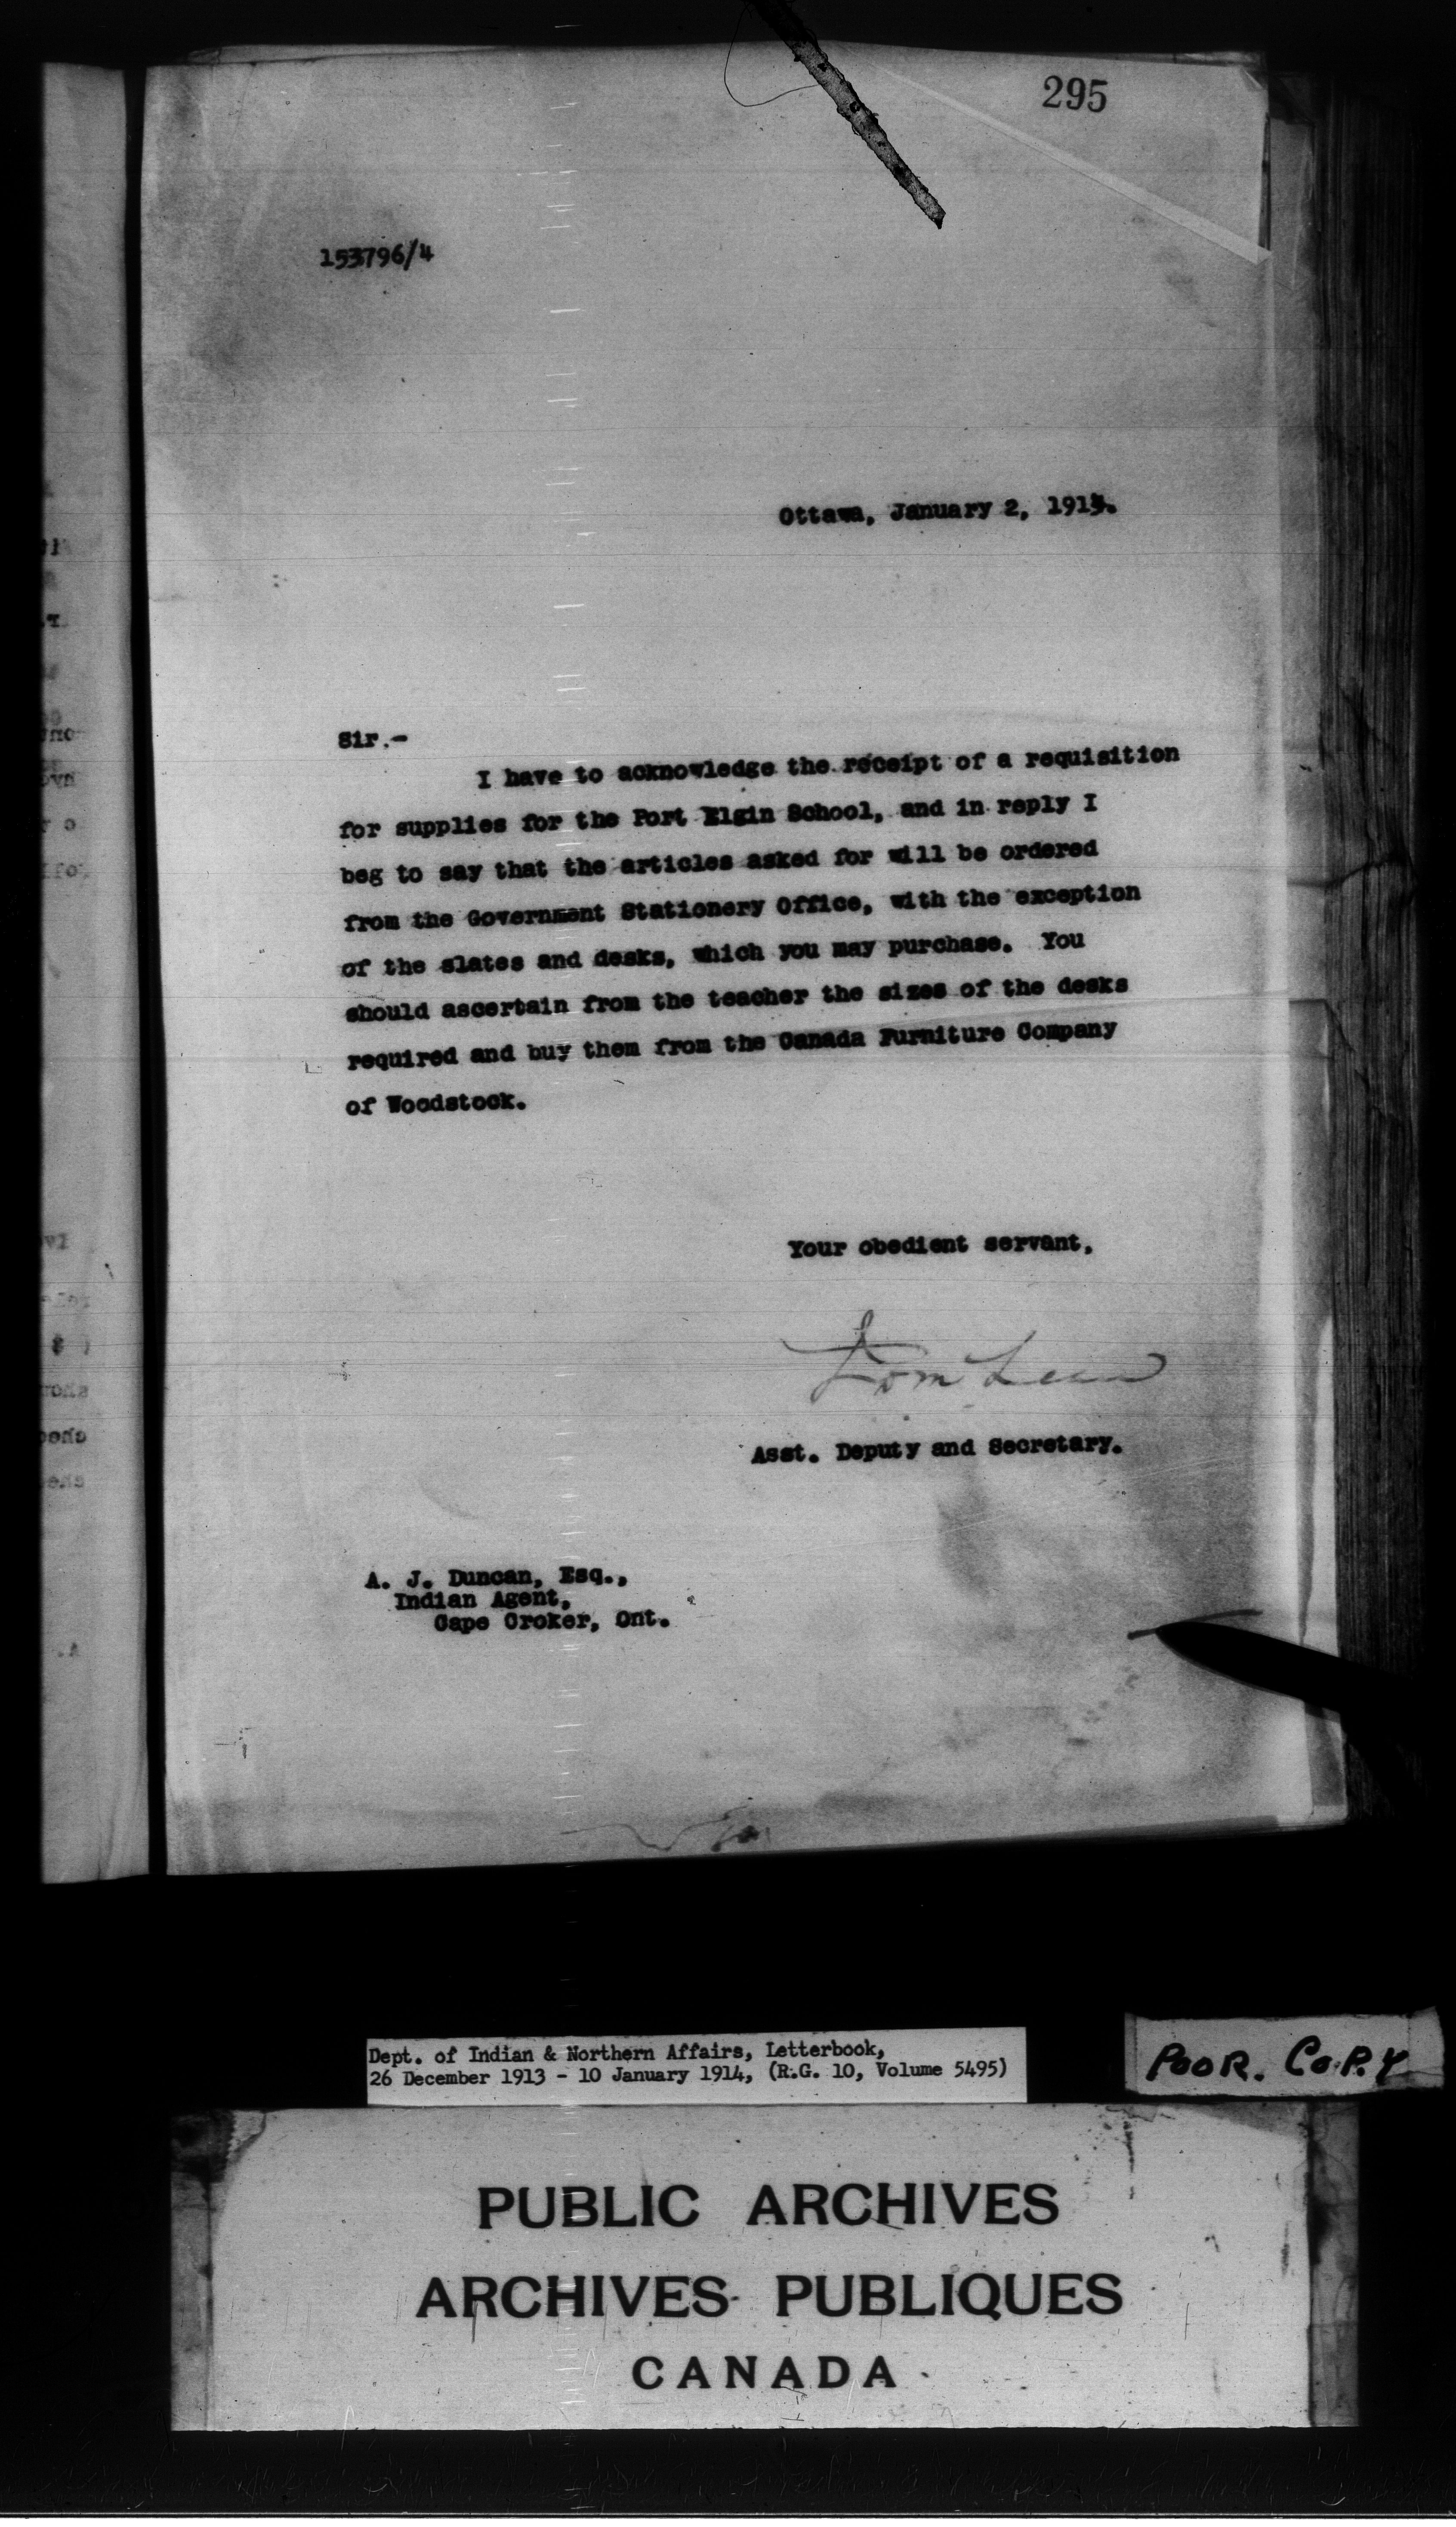 295
153796/4
Ottawa, January 2, 1914.
Sir.-
I have to acknowledge the receipt of a requisition
for supplies for the Port Elgin School, and in reply I
beg to say that the articles asked for will be ordered
from the Government Stationery Office, with the exception
of the slates and desks, which you may purchase. You
should ascertain from the teacher the sizes of the desks
required and buy them from the Canada Furniture Company
of Woodstock.
Your obedient servant,
Asst. Deputy and Secretary.
A. J. Duncan, Esq.,
Indian Agent,
Cape Croker, Ont.
Dept. of Indian & Northern Affairs, Letterbook,
26 December 1913 - 10 January 1914, (R.G. 10, Volume 5495)
POOR. COPY
PUBLIC ARCHIVES
ARCHIVES PUBLIQUES
CANADA